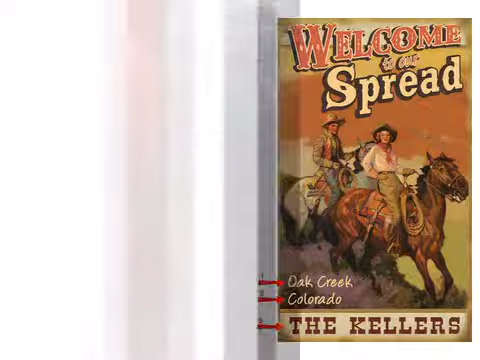 WELCOME
to our
Spread
Oak Creek
Colorado
THE KELLERS